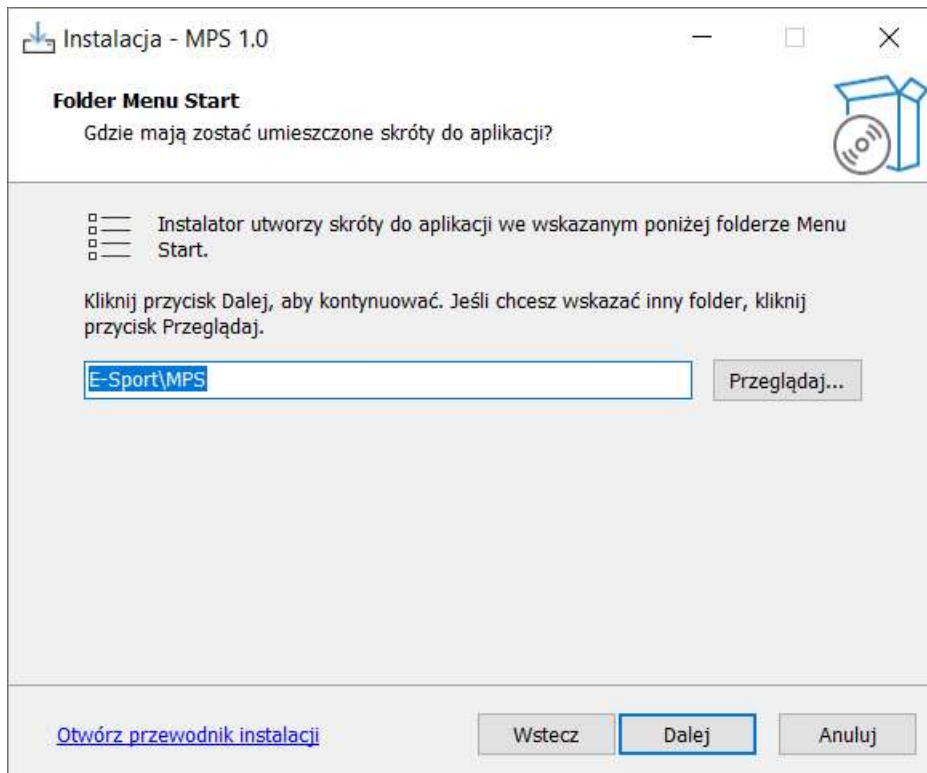 Instalacja - MPS 1.0
Folder Menu Start
Gdzie mają zostać umieszczone skróty do aplikacji?
Instalator utworzy skróty do aplikacji we wskazanym poniżej folderze Menu
Start.
Kliknij przycisk Dalej, aby kontynuować. Jeśli chcesz wskazać inny folder, kliknij
przycisk Przeglądaj.
E-Sport\MPS
Przeglądaj...
Otwórz przewodnik instalacji
Wstecz
Dalej
Anuluj